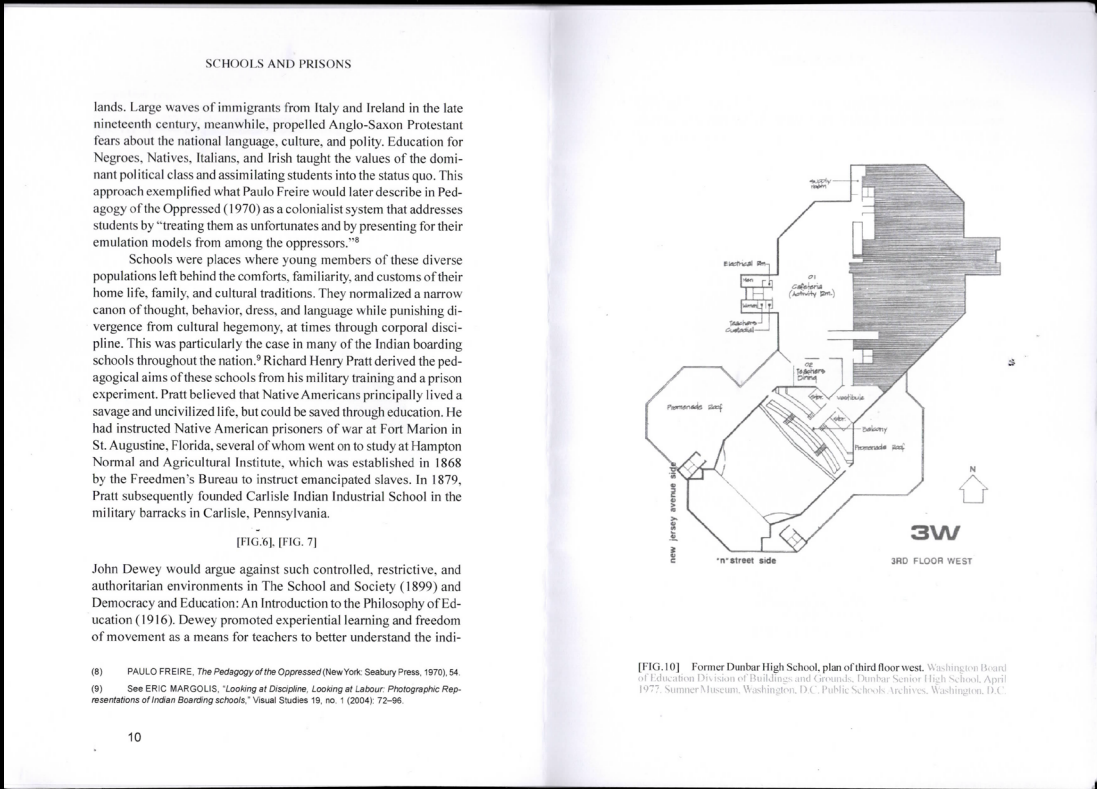 SCHOOLS AND PRISONS
lands. Large waves of immigrants from Italy and Ireland in the late
nineteenth century, meanwhile, propelled Anglo-Saxon Protestant
fears about the national language, culture, and polity. Education for
Negroes, Natives, Italians, and Irish taught the values of the domi-
nant political class and assimilating students into the status quo. This
approach exemplified what Paulo Freire would later describe in Ped-
agogy of the Oppressed (1970) as a colonialist system that addresses
students by “treating them as unfortunates and by presenting for their
emulation models from among the oppressors.”⁸
Schools were places where young members of these diverse
populations left behind the comforts, familiarity, and customs of their
home life, family, and cultural traditions. They normalized a narrow
canon of thought, behavior, dress, and language while punishing di-
vergence from cultural hegemony, at times through corporal disci-
pline. This was particularly the case in many of the Indian boarding
schools throughout the nation.⁹ Richard Henry Pratt derived the ped-
agogical aims of these schools from his military training and a prison
experiment. Pratt believed that Native Americans principally lived a
savage and uncivilized life, but could be saved through education. He
had instructed Native American prisoners of war at Fort Marion in
St. Augustine, Florida, several of whom went on to study at Hampton
Normal and Agricultural Institute, which was established in 1868
by the Freedmen’s Bureau to instruct emancipated slaves. In 1879,
Pratt subsequently founded Carlisle Indian Industrial School in the
military barracks in Carlisle, Pennsylvania.
[FIG.6], [FIG. 7]
John Dewey would argue against such controlled, restrictive, and
authoritarian environments in The School and Society (1899) and
Democracy and Education: An Introduction to the Philosophy of Ed-
ucation (1916). Dewey promoted experiential learning and freedom
of movement as a means for teachers to better understand the indi-
(8) PAULO FREIRE, The Pedagogy of the Oppressed (New York: Seabury Press, 1970), 54.
(9) See ERIC MARGOLIS, "Looking at Discipline, Looking at Labour: Photographic Rep-
resentations of Indian Boarding schools," Visual Studies 19, no. 1 (2004): 72–96.
10
Supply
Room
Electrical Rm.
Men
Women
Teachers
Custodial
01
Cafeteria
(Activity Rm.)
02
Teachers
Dining
Vestibule
Balcony
Promenade Roof
Promenade Roof
new jersey avenue side
"n" street side
N
3W
3RD FLOOR WEST
[FIG.10] Former Dunbar High School, plan of third floor west. Washington Board
of Education Division of Buildings and Grounds, Dunbar Senior High School, April
1977, Sumner Museum, Washington, D.C. Public Schools Archives, Washington, D.C.